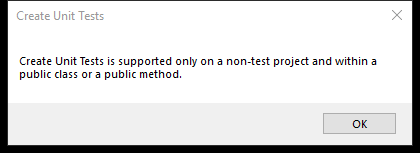 Create Unit Tests
Create Unit Tests is supported only on a non-test project and within a
public class or a public method.
OK